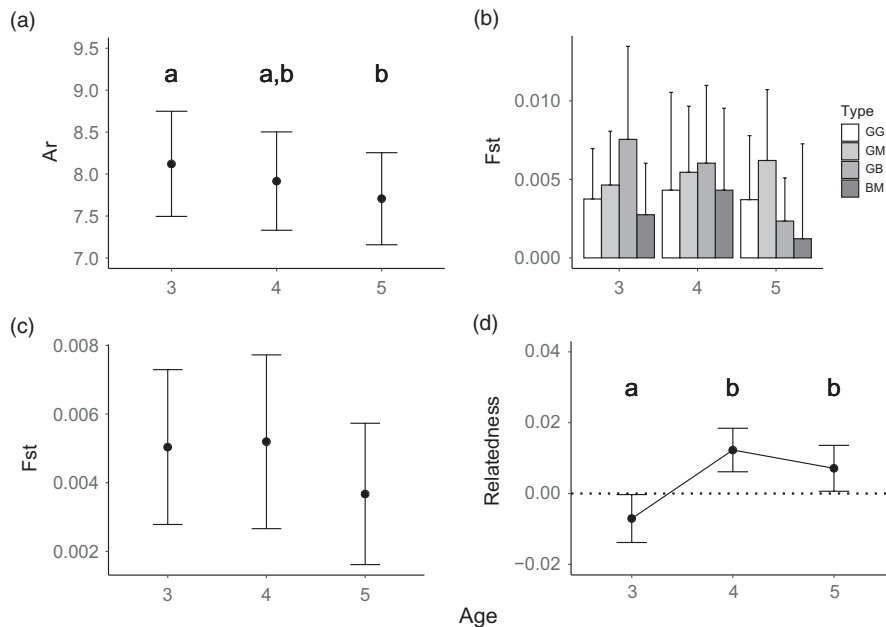 (a)
Ar
9.5
9.0
8.5
8.0
7.5
7.0
a
a,b
b
3
4
5
(b)
Fst
0.010
0.005
0.000
3
4
5
Type
GG
GM
GB
BM
(c)
Fst
0.008
0.006
0.004
0.002
3
4
5
(d)
Relatedness
0.04
0.02
0.00
−0.02
a
b
b
3
4
5
Age